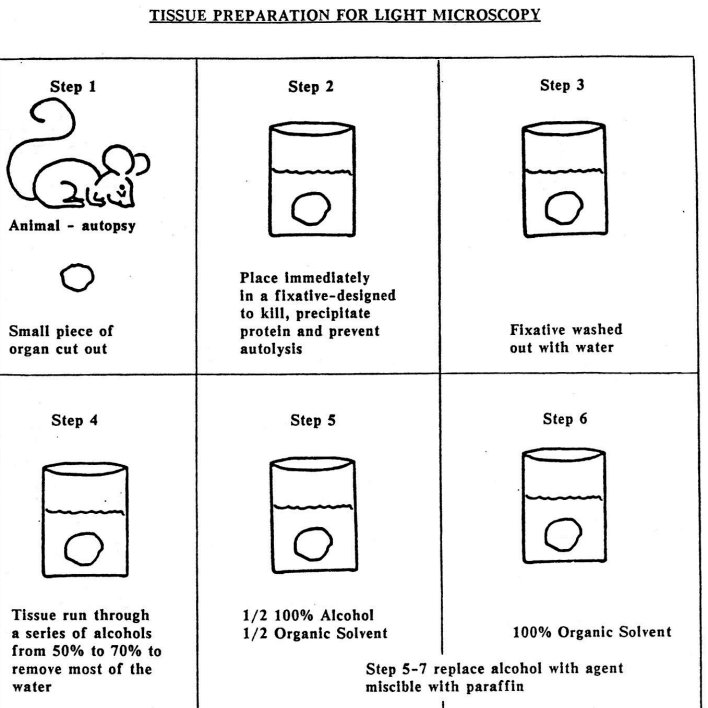 TISSUE PREPARATION FOR LIGHT MICROSCOPY
Step 1
Animal - autopsy
Small piece of
organ cut out
Step 2
Place immediately
in a fixative-designed
to kill, precipitate
protein and prevent
autolysis
Step 3
Fixative washed
out with water
Step 4
Tissue run through
a series of alcohols
from 50% to 70% to
remove most of the
water
Step 5
1/2 100% Alcohol
1/2 Organic Solvent
Step 6
100% Organic Solvent
Step 5-7 replace alcohol with agent
miscible with paraffin